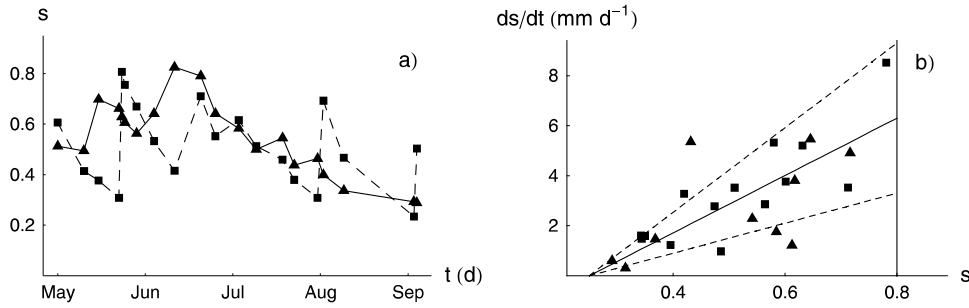 s
0.8
0.6
0.4
0.2
a)
t (d)
May Jun Jul Aug Sep
ds/dt (mm d⁻¹)
8
6
4
2
b)
0.4 0.6 0.8
s